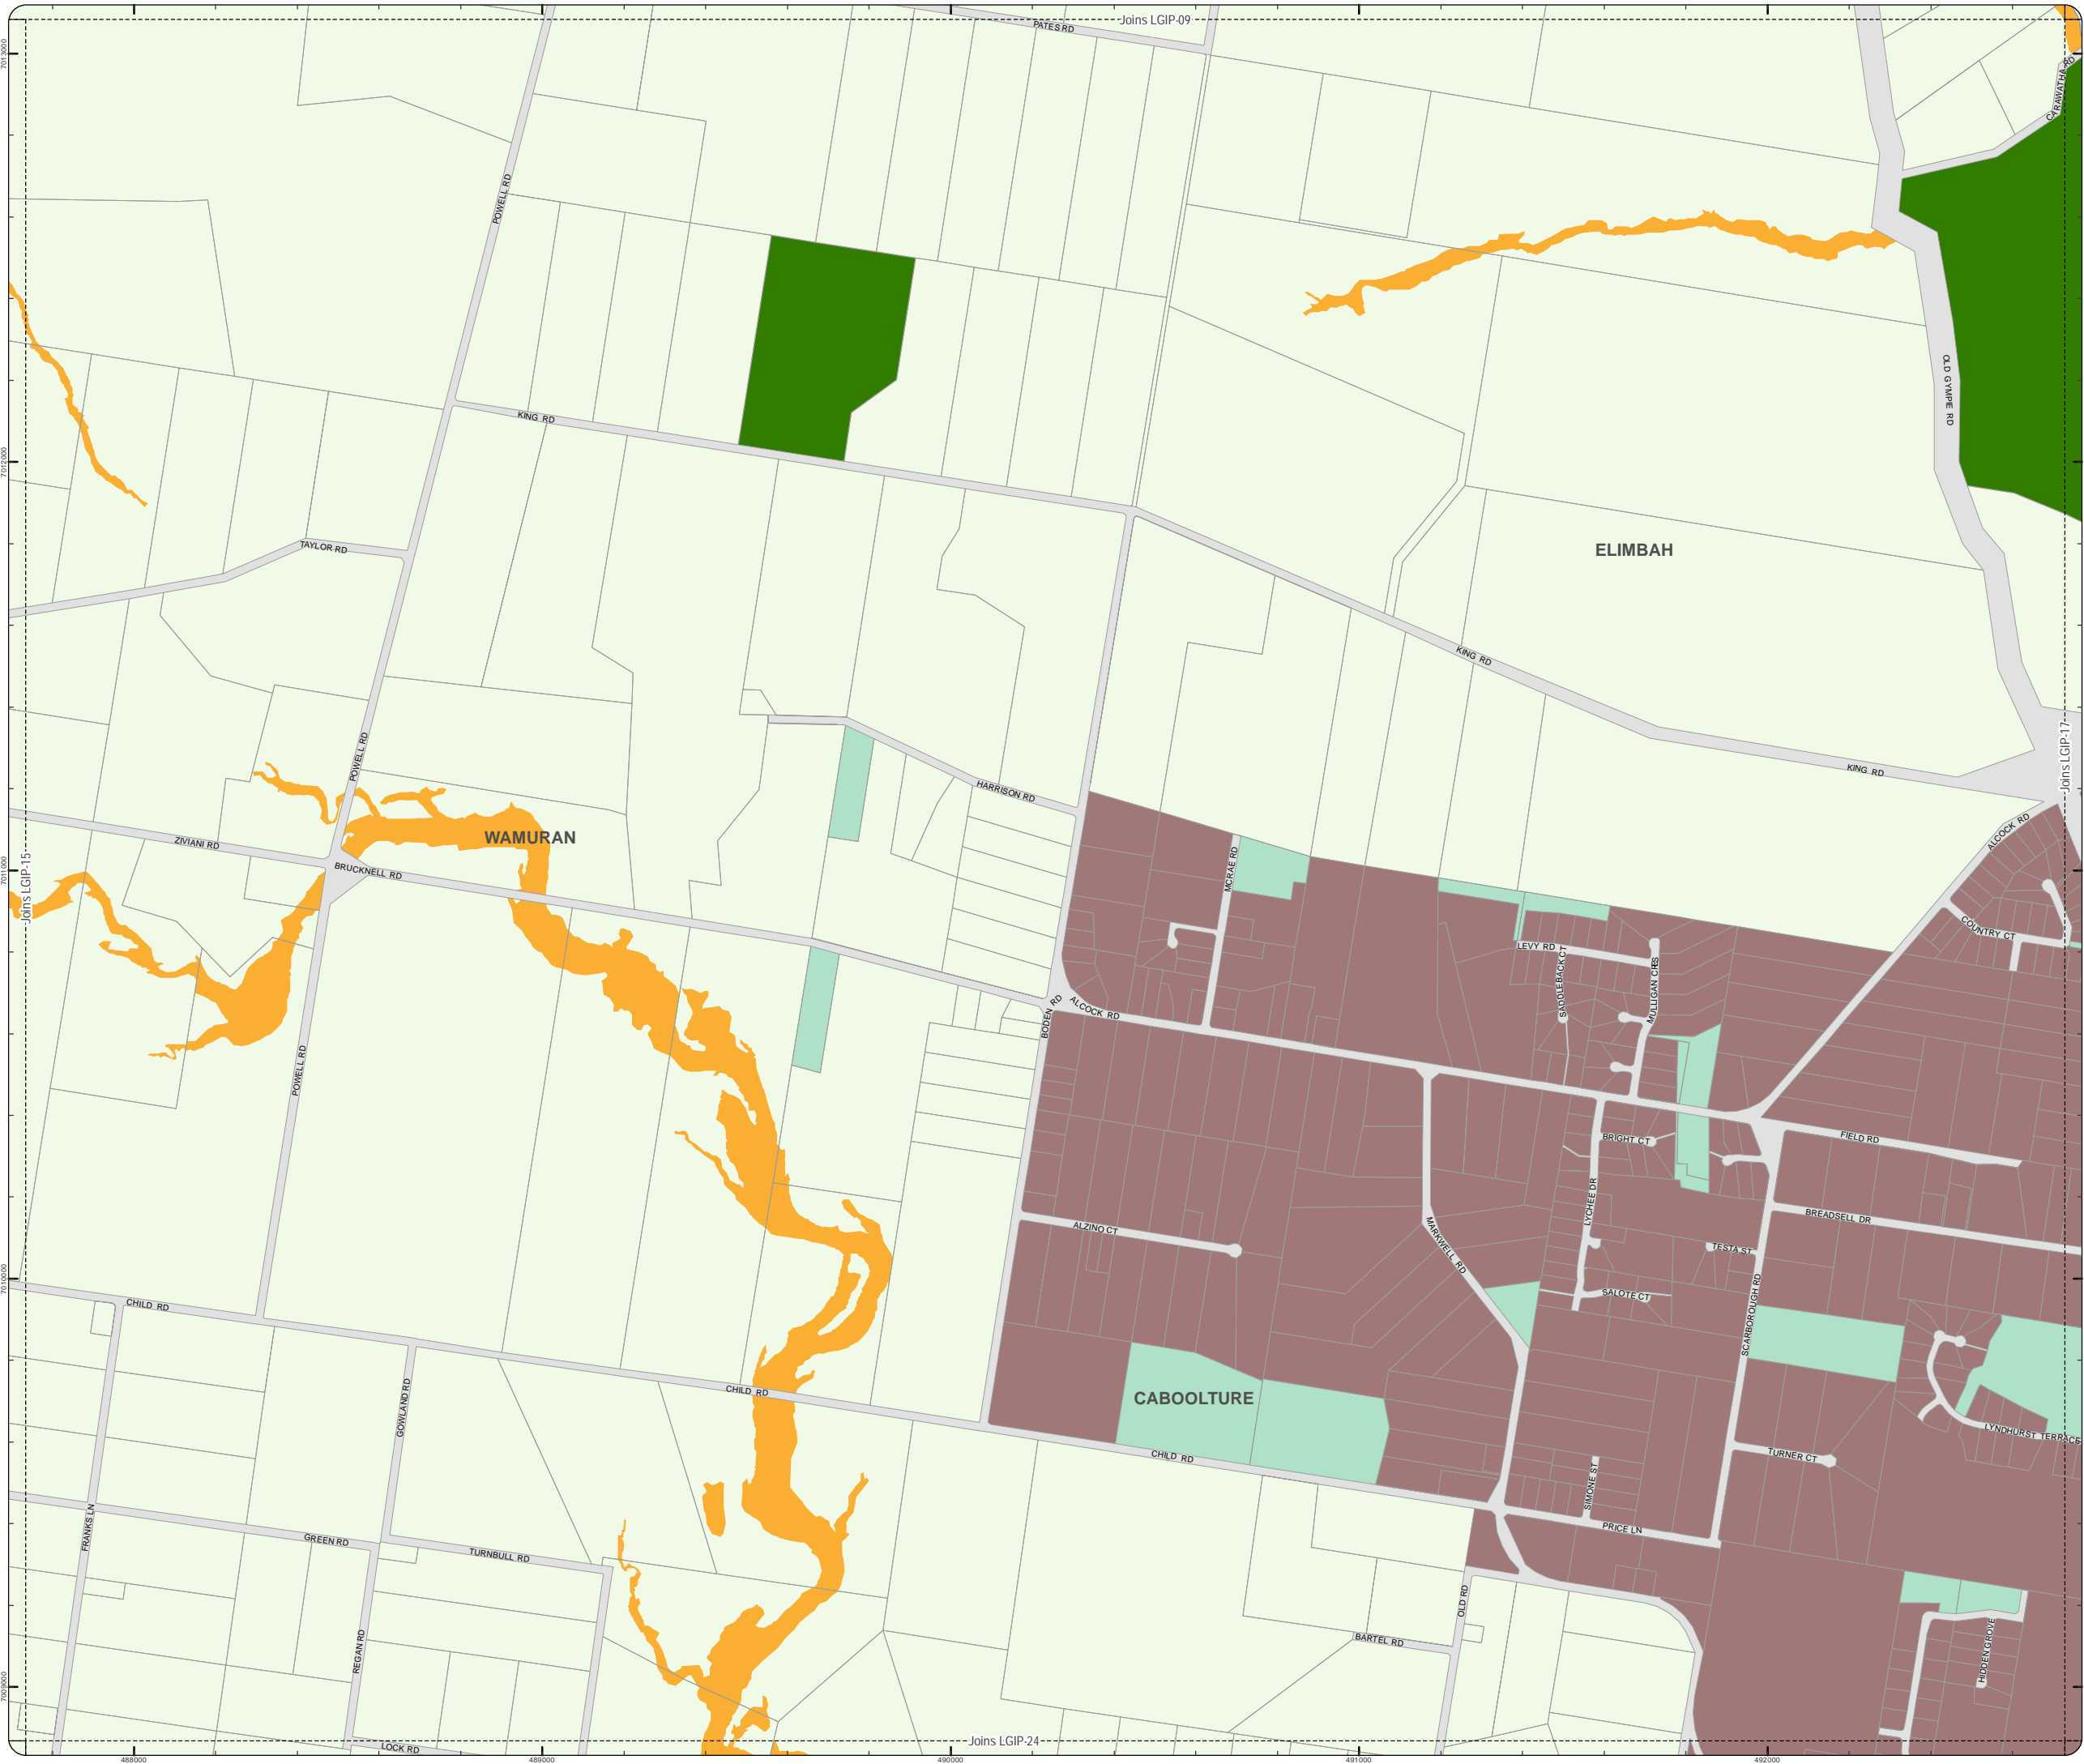 Joins LGIP-09
PATES RD
CARAWATHA RD
7013000
POWELL RD
OLD GYMPIE RD
KING RD
7012000
TAYLOR RD
ELIMBAH
KING RD
POWELL RD
Joins LGIP-17
KING RD
HARRISON RD
WAMURAN
ALCOCK RD
ZIVIANI RD
MCRAE RD
BRUCKNELL RD
7011000
Joins LGIP-15
COUNTRY CT
LEVY RD
SADDLEBACK CT
MULLIGAN CRES
BODEN RD
ALCOCK RD
POWELL RD
FIELD RD
BRIGHT CT
LYCHEE DR
BREADSELL DR
ALZINO CT
MARKWELL RD
TESTA ST
7010000
SALOTE CT
CHILD RD
SCARBOROUGH RD
GOWLAND RD
CHILD RD
CABOOLTURE
LYNDHURST TERRACE
CHILD RD
TURNER CT
SIMONE ST
FRANKS LN
GREEN RD
PRICE LN
TURNBULL RD
OLD RD
REGAN RD
BARTEL RD
HIDDEN GROVE
7009000
Joins LGIP-24
LOCK RD
488000
489000
490000
491000
492000